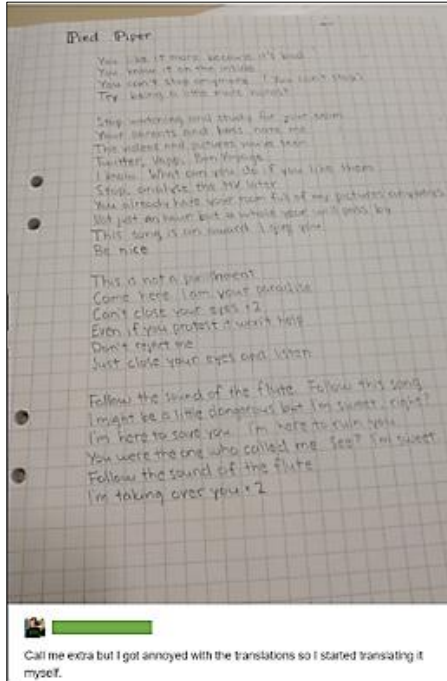 Pied Piper
You like it more because it's bad
You know it on the inside
You can't stop anymore (You can't stop)
Try being a little more honest
Stop watching and study for your exam
Your parents and boss hate me
The videos and pictures you've seen
Twitter, Vapp, Bon Voyage
I know. What can you do if you like them
Stop, analyse the MV later
You already have your room full of my pictures anyways
Not just an hour but a whole year will pass by
This song is an award I give you
Be nice
This is not a punishment
Come here I am your paradise
Can't close your eyes × 2
Even if you protest it won't help
Don't reject me
Just close your eyes and listen
Follow the sound of the flute. Follow this song
I might be a little dangerous but I'm sweet, right?
I'm here to save you. I'm here to ruin you
You were the one who called me. See? I'm sweet
Follow the sound of the flute
I'm taking over you × 2
Call me extra but I got annoyed with the translations so I started translating it
myself.